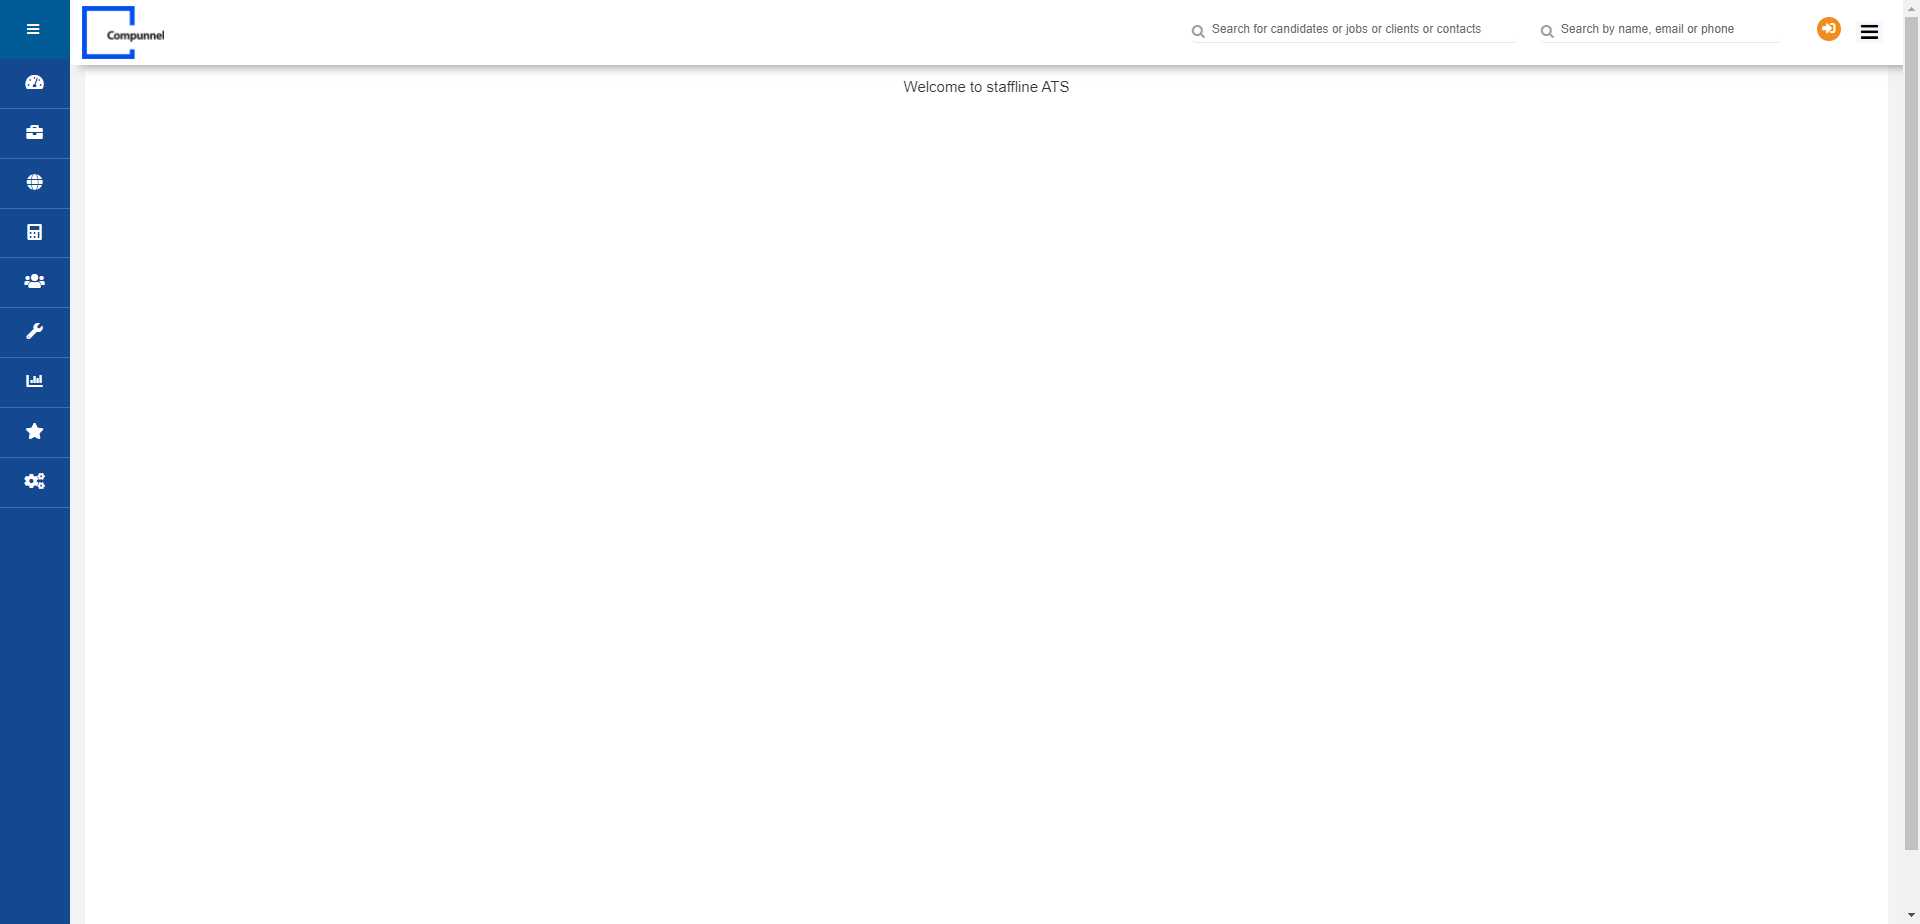 Compunnel
Search for candidates or jobs or clients or contacts
Search by name, email or phone
Welcome to staffline ATS